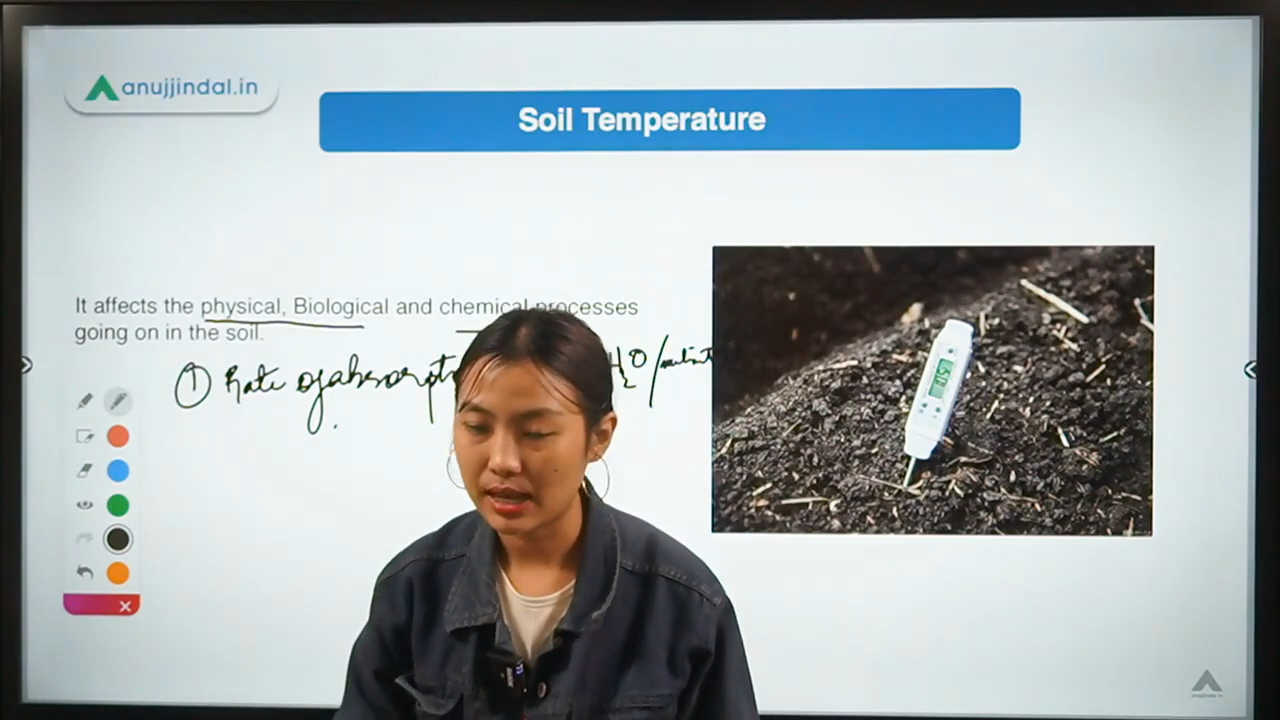 anujjindal.in
Soil Temperature
It affects the physical, Biological and chemical processes
going on in the soil.
① Rate of absorpt H₂O /